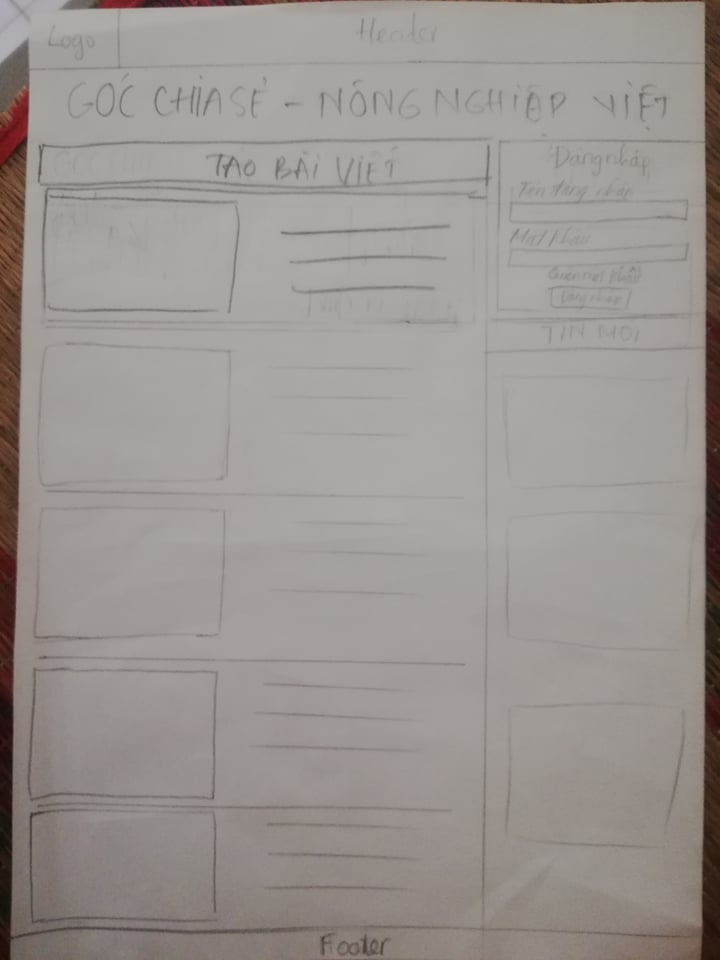 Logo
Header
GÓC CHIA SẺ - NÔNG NGHIỆP VIỆT
TẠO BÀI VIẾT
Đăng nhập
Tên đăng nhập
Mật khẩu
Quên mật khẩu
Đăng nhập
TIN MỚI
Footer